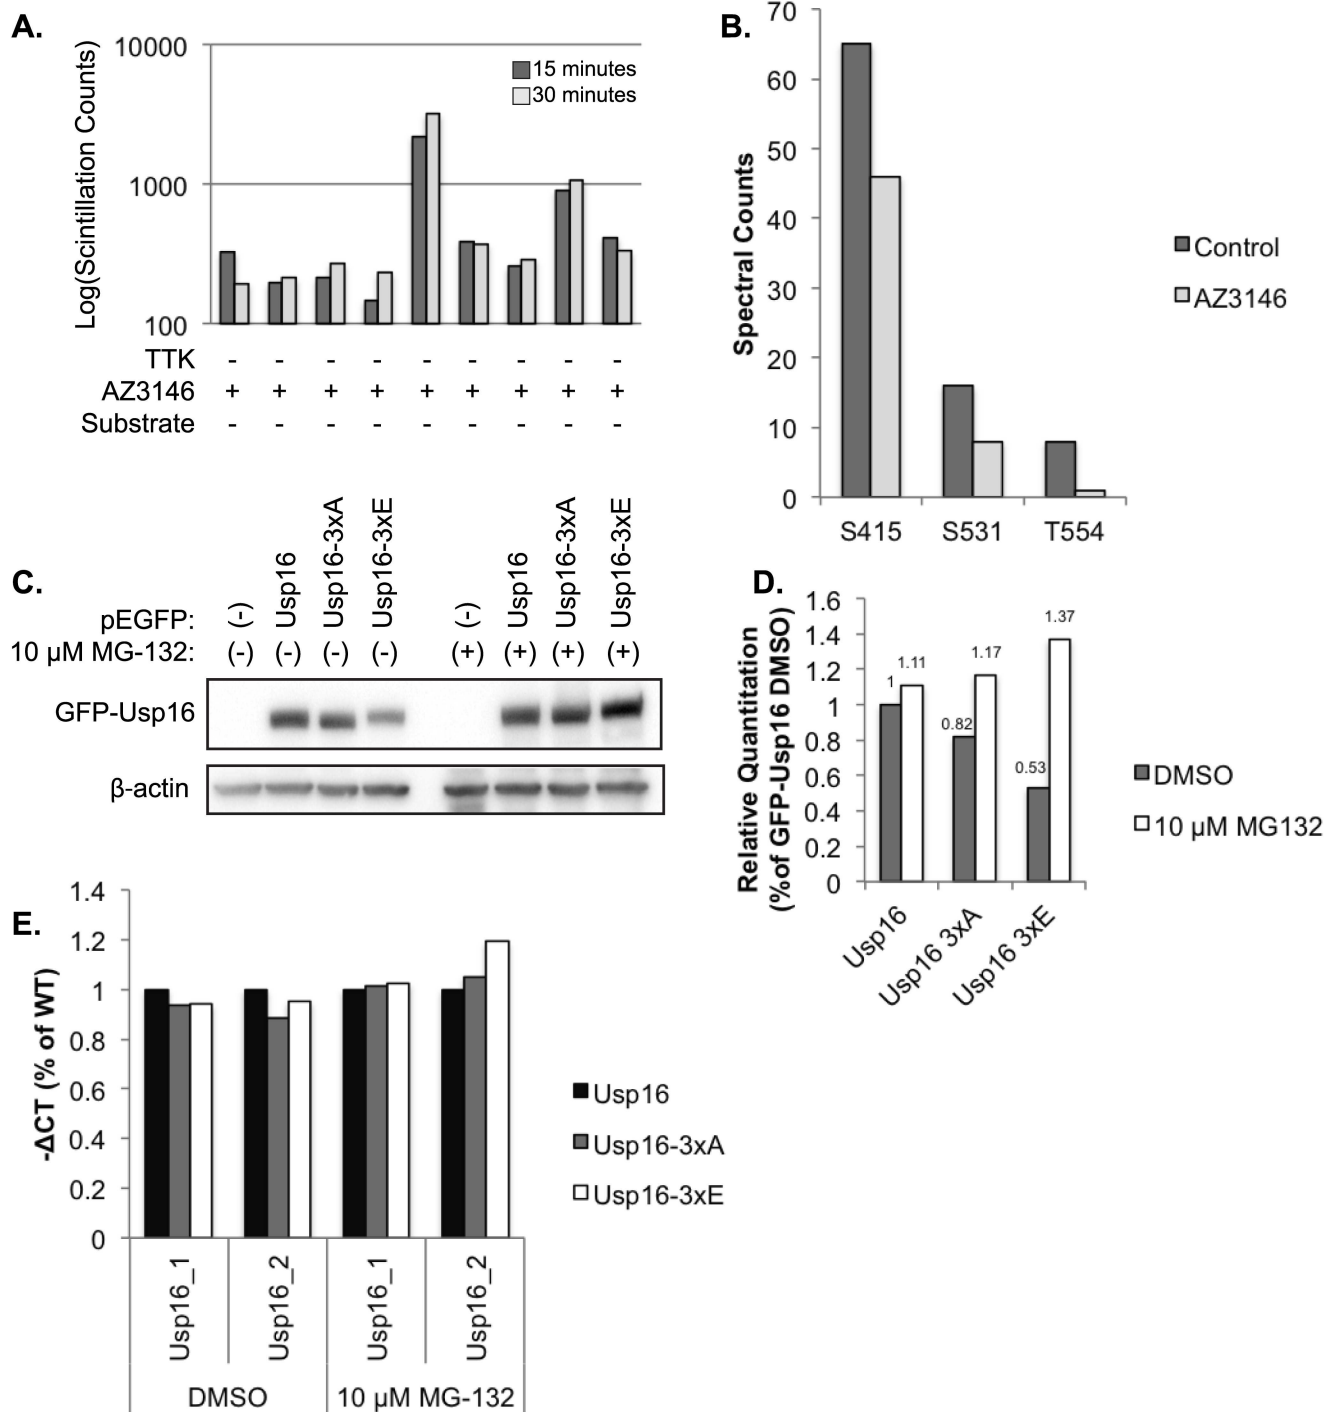 A.
Log(Scintillation Counts)
10000
1000
100
15 minutes
30 minutes
TTK - - - - - - - - -
AZ3146 + + + + + + + + +
Substrate - - - - - - - - -
B.
Spectral Counts
70
60
50
40
30
20
10
0
S415 S531 T554
Control
AZ3146
C.
pEGFP: (-) Usp16 Usp16-3xA Usp16-3xE (-) Usp16 Usp16-3xA Usp16-3xE
10 µM MG-132: (-) (-) (-) (-) (+) (+) (+) (+)
GFP-Usp16
β-actin
D.
Relative Quantitation
(%of GFP-Usp16 DMSO)
1.6
1.4
1.2
1
0.8
0.6
0.4
0.2
0
1 1.11 0.82 1.17 0.53 1.37
Usp16 Usp16 3xA Usp16 3xE
DMSO
10 µM MG132
E.
-ΔCT (% of WT)
1.4
1.2
1
0.8
0.6
0.4
0.2
0
Usp16_1 Usp16_2 Usp16_1 Usp16_2
DMSO 10 µM MG-132
Usp16
Usp16-3xA
Usp16-3xE